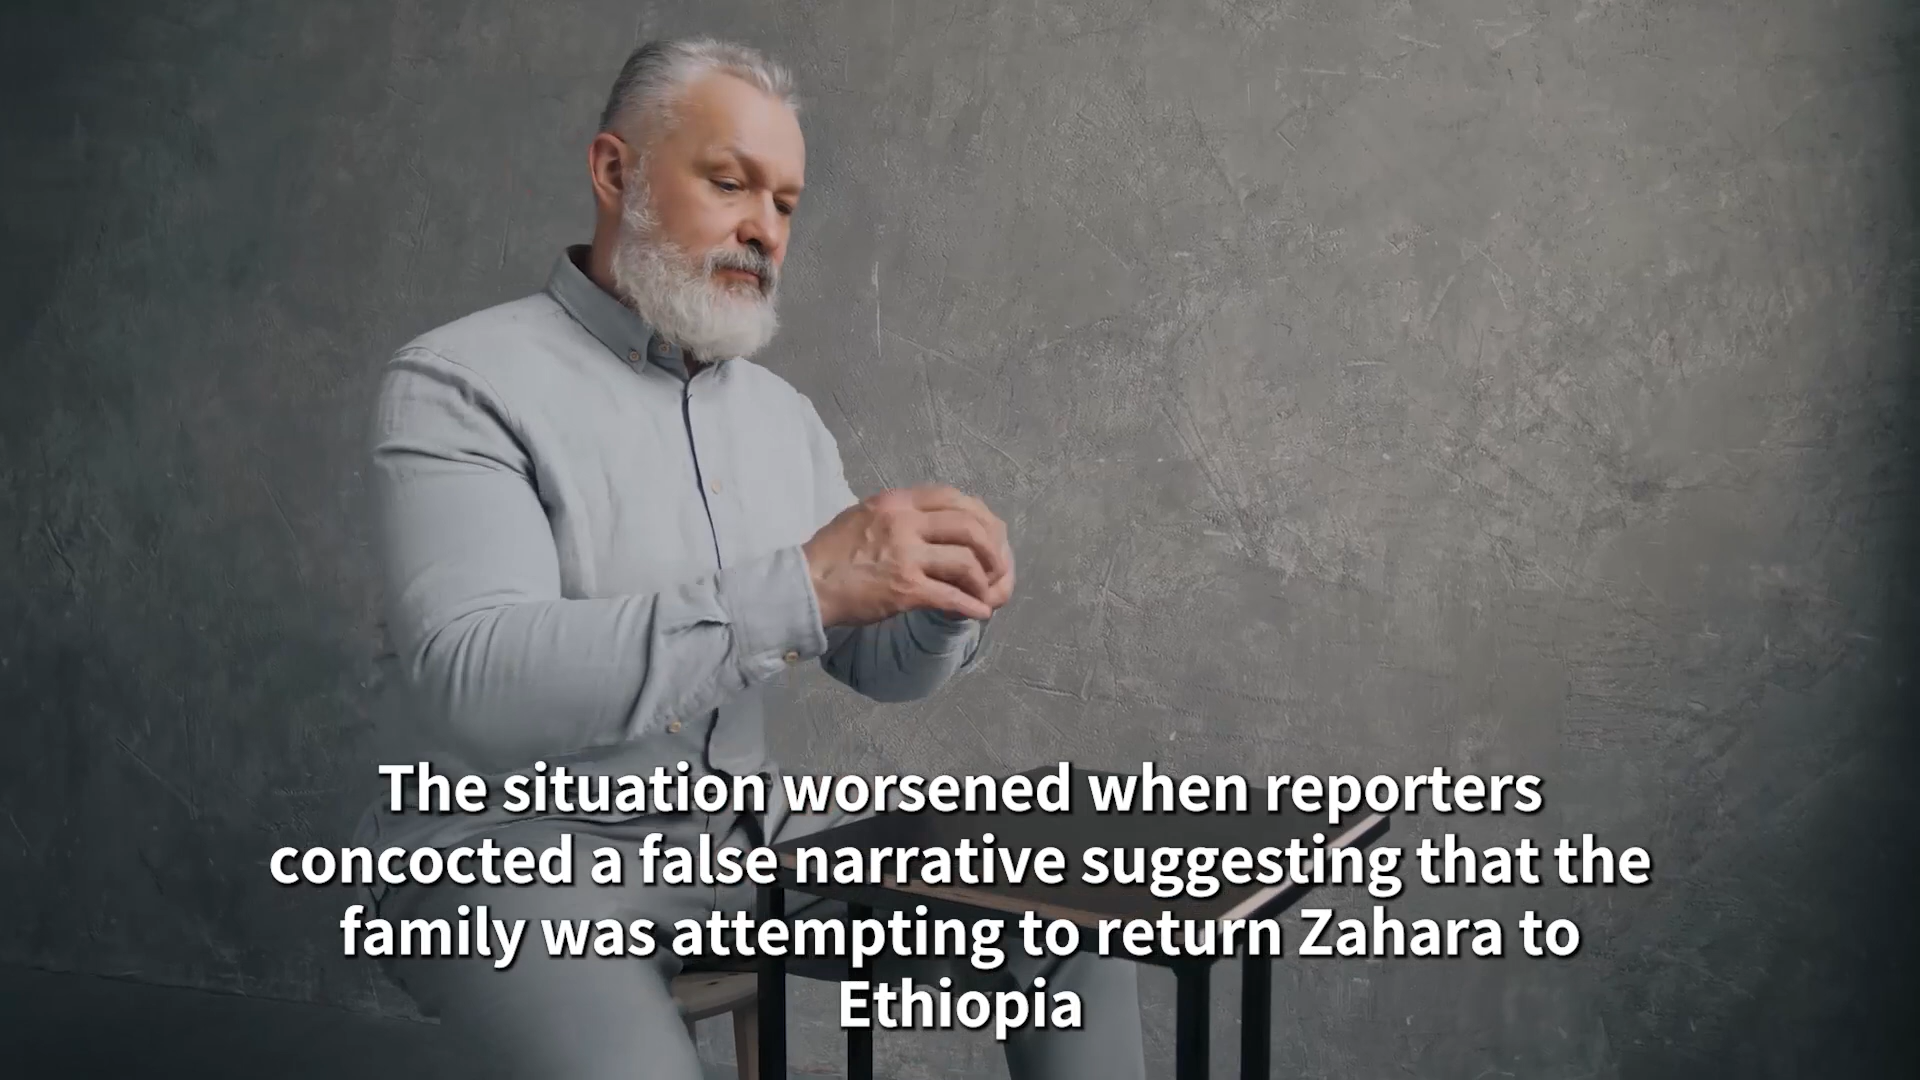 The situation worsened when reporters
concocted a false narrative suggesting that the
family was attempting to return Zahara to
Ethiopia